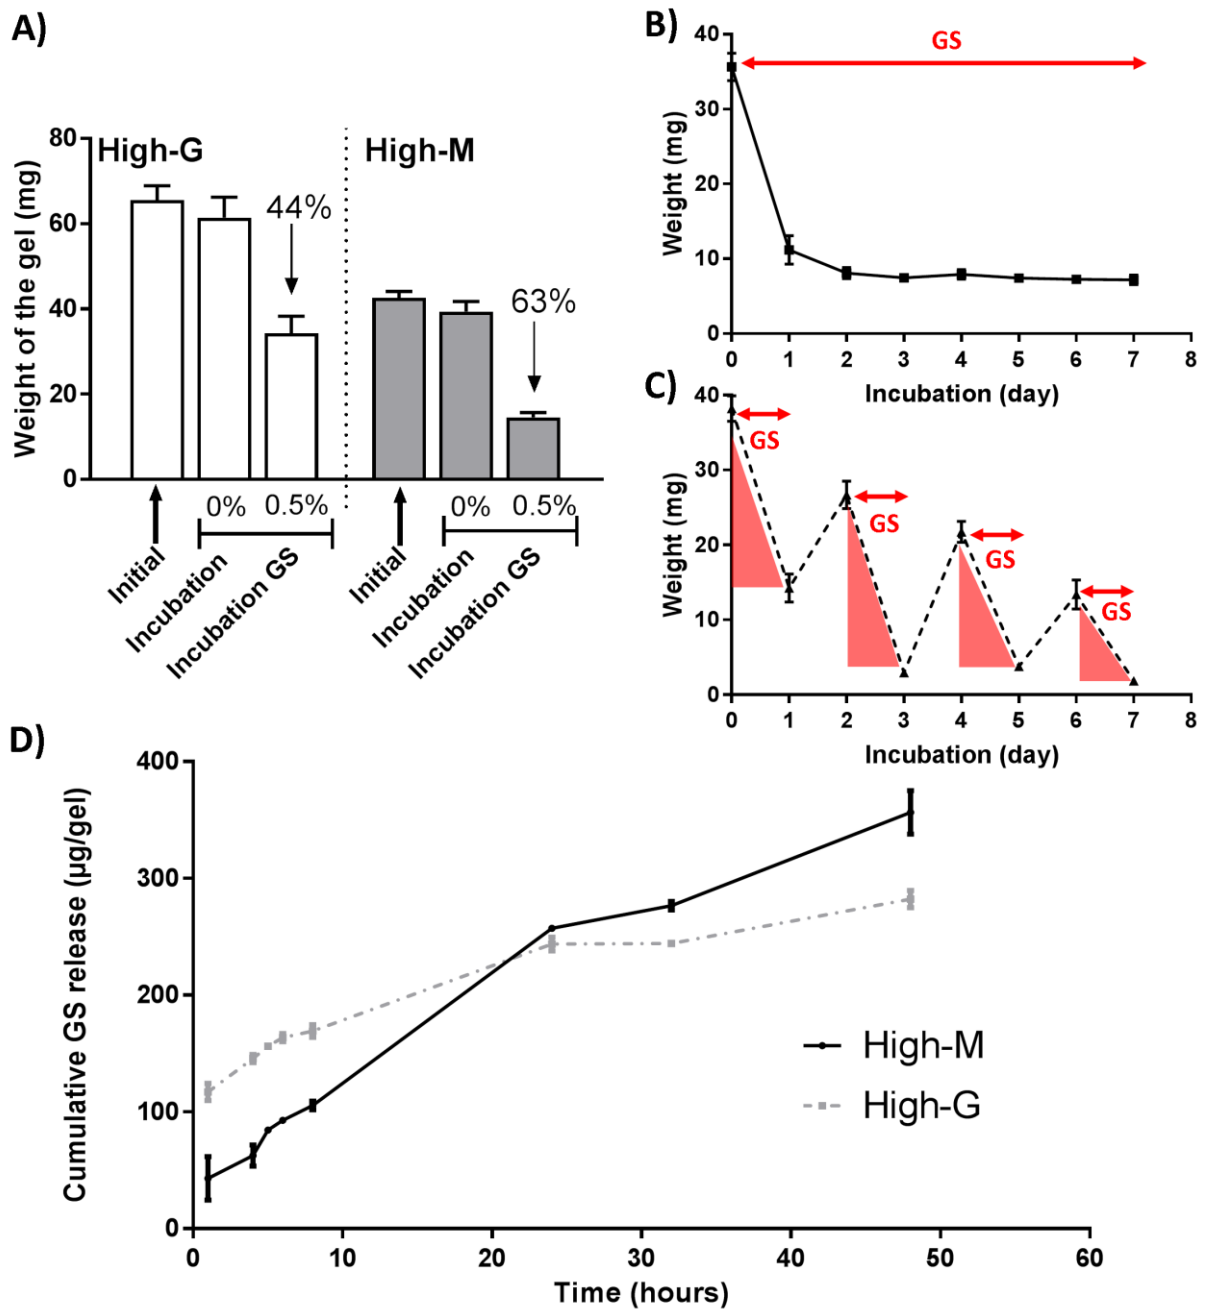 A)
High-G
High-M
44%
63%
80
60
40
20
0
Weight of the gel (mg)
0%
0.5%
0%
0.5%
Initial
Incubation
Incubation GS
Initial
Incubation
Incubation GS
B)
GS
40
30
20
10
0
Weight (mg)
0 1 2 3 4 5 6 7 8
Incubation (day)
C)
GS
GS
GS
GS
40
30
20
10
0
Weight (mg)
0 1 2 3 4 5 6 7 8
Incubation (day)
D)
400
300
200
100
0
Cumulative GS release (µg/gel)
High-M
High-G
0 10 20 30 40 50 60
Time (hours)